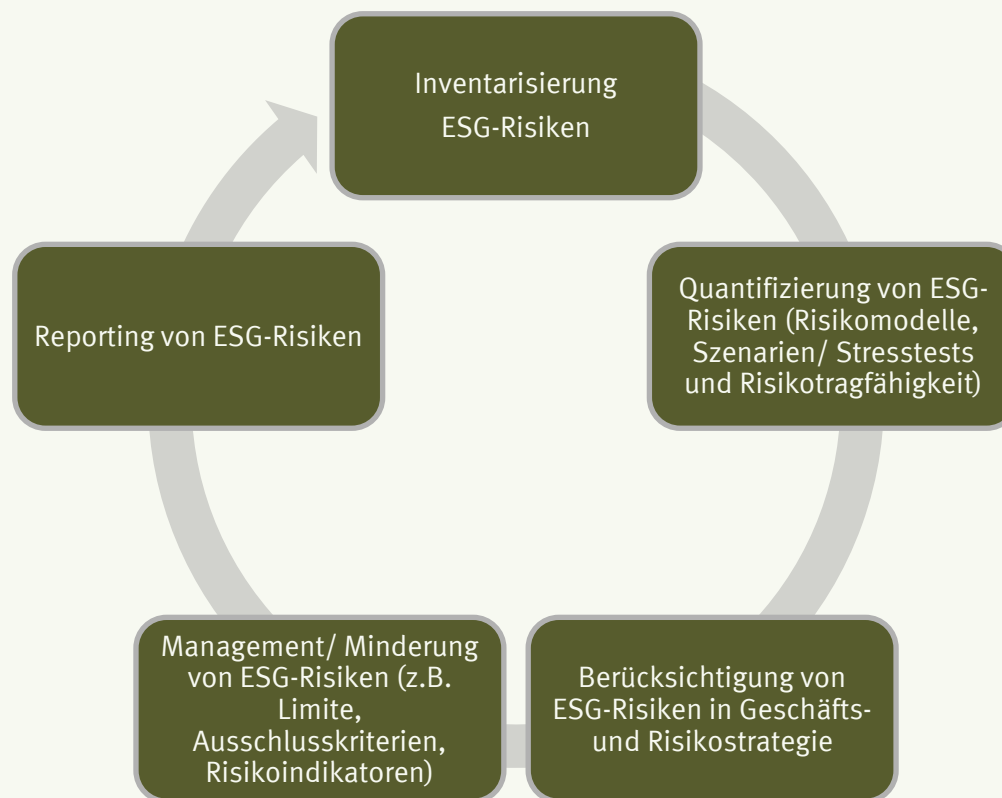 Inventarisierung
ESG-Risiken
Quantifizierung von ESG-
Risiken (Risikomodelle,
Szenarien/ Stresstests
und Risikotragfähigkeit)
Berücksichtigung von
ESG-Risiken in Geschäfts-
und Risikostrategie
Management/ Minderung
von ESG-Risiken (z.B.
Limite,
Ausschlusskriterien,
Risikoindikatoren)
Reporting von ESG-Risiken